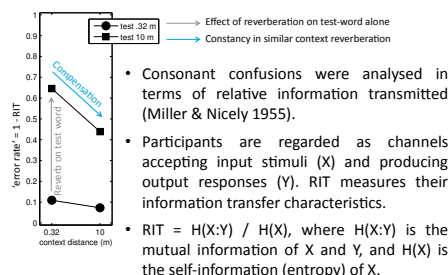 test .32 m
test 10 m
Effect of reverberation on test-word alone
Constancy in similar context reverberation
1
0.9
0.8
0.7
0.6
0.5
0.4
0.3
0.2
0.1
0
'error rate' = 1 - RIT
Compensation
Reverb on test word
0.32 10
context distance (m)
• Consonant confusions were analysed in
terms of relative information transmitted
(Miller & Nicely 1955).
• Participants are regarded as channels
accepting input stimuli (X) and producing
output responses (Y). RIT measures their
information transfer characteristics.
• RIT = H(X:Y) / H(X), where H(X:Y) is the
mutual information of X and Y, and H(X) is
the self-information (entropy) of X.